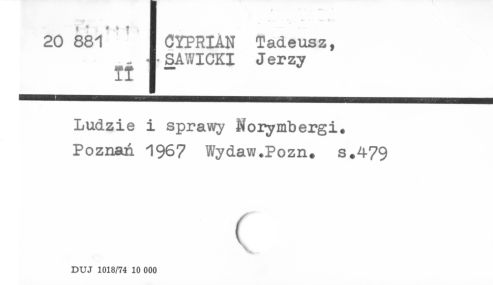 20 881 CYPRIAN Tadeusz,
II SAWICKI Jerzy
Ludzie i sprawy Norymbergi.
Poznań 1967 Wydaw.Pozn. s.479
DUJ 1018/74 10 000